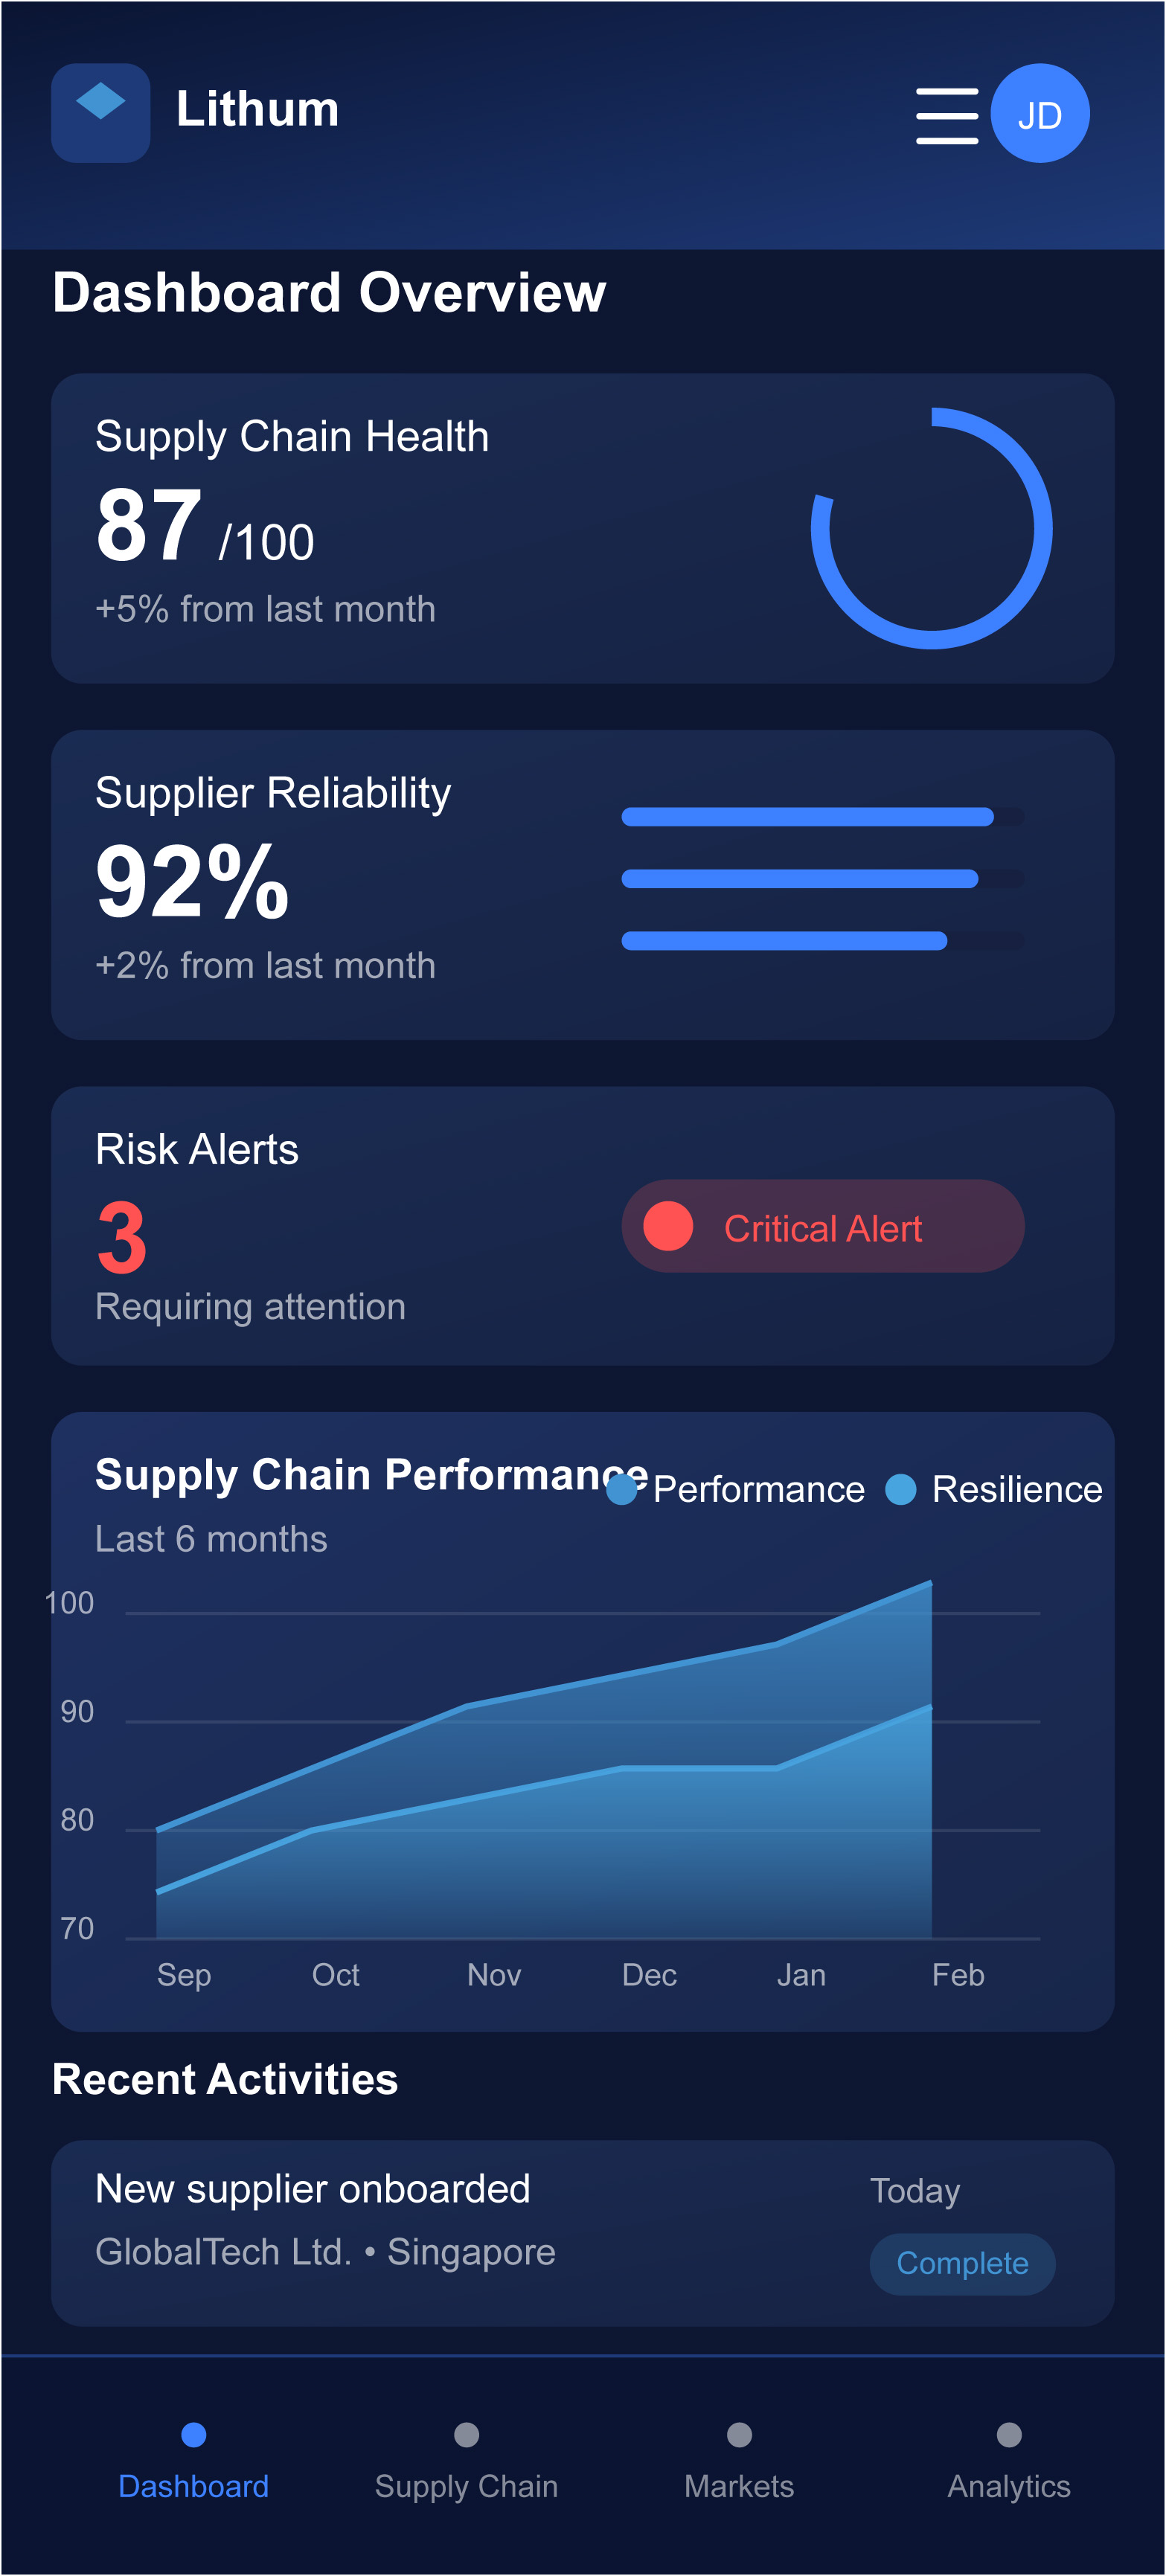 Lithum
JD
Dashboard Overview
Supply Chain Health
87 /100
+5% from last month
Supplier Reliability
92%
+2% from last month
Risk Alerts
3
Critical Alert
Requiring attention
Supply Chain Performance
Performance
Resilience
Last 6 months
100
90
80
70
Sep Oct Nov Dec Jan Feb
Recent Activities
New supplier onboarded
Today
GlobalTech Ltd. • Singapore
Complete
Dashboard Supply Chain Markets Analytics